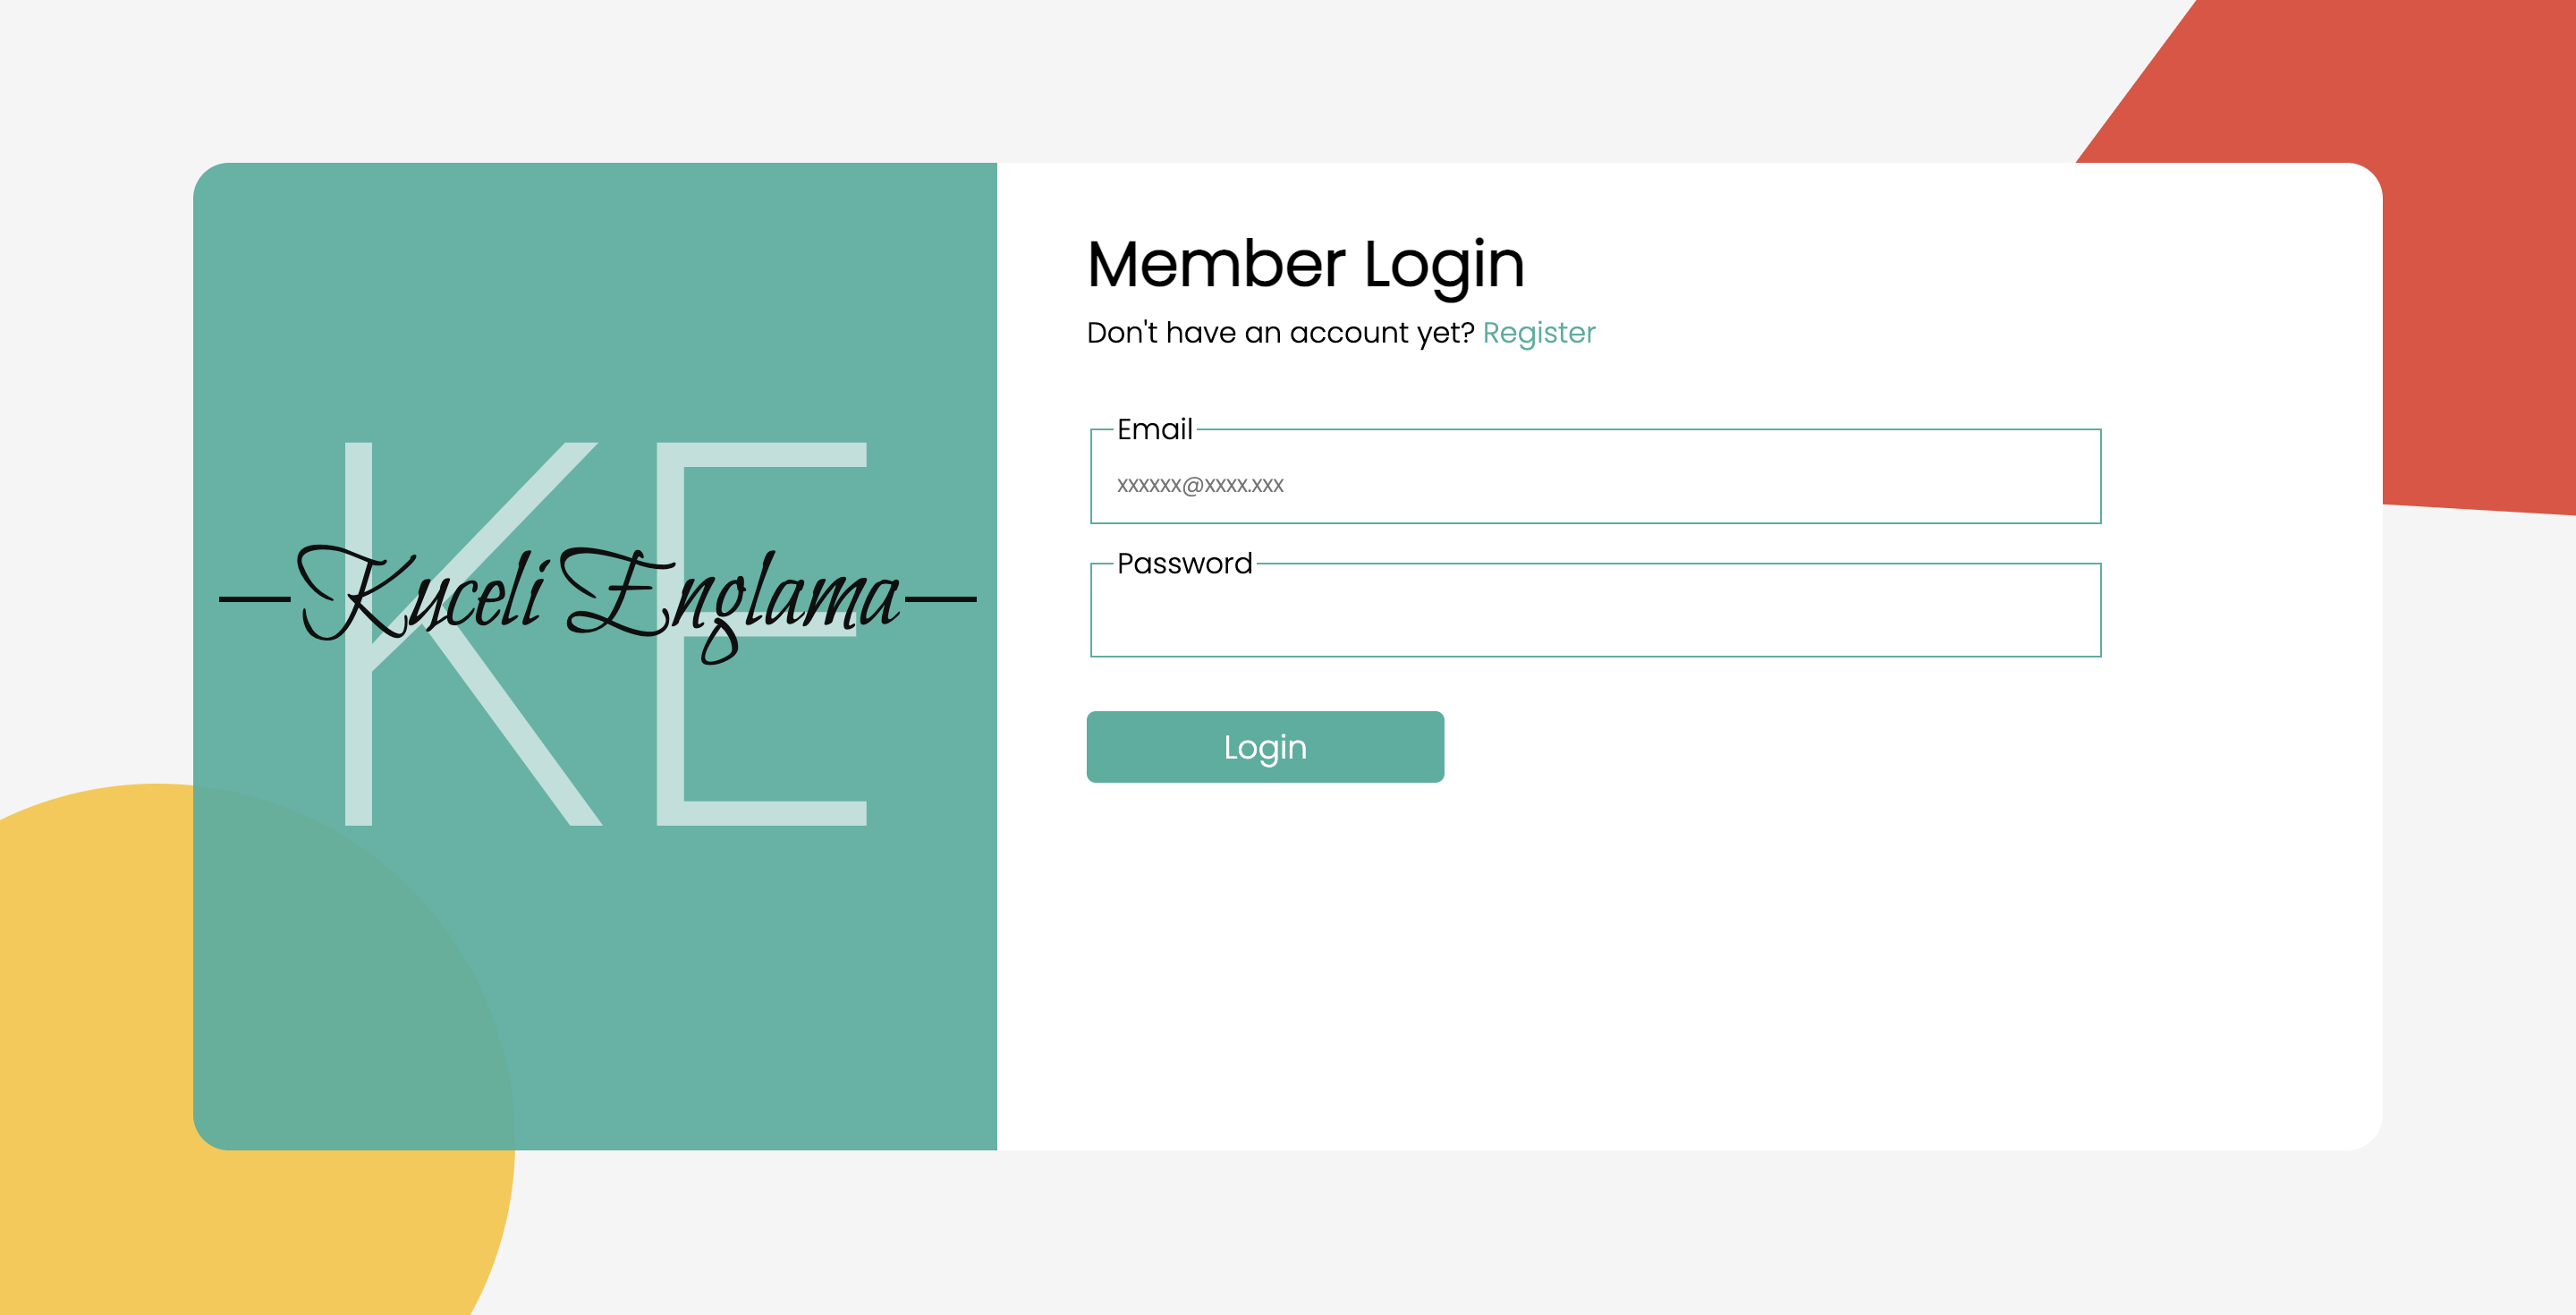 KE
Kuceli Englama
Member Login
Don't have an account yet? Register
Email
xxxxxx@xxxx.xxx
Password
Login